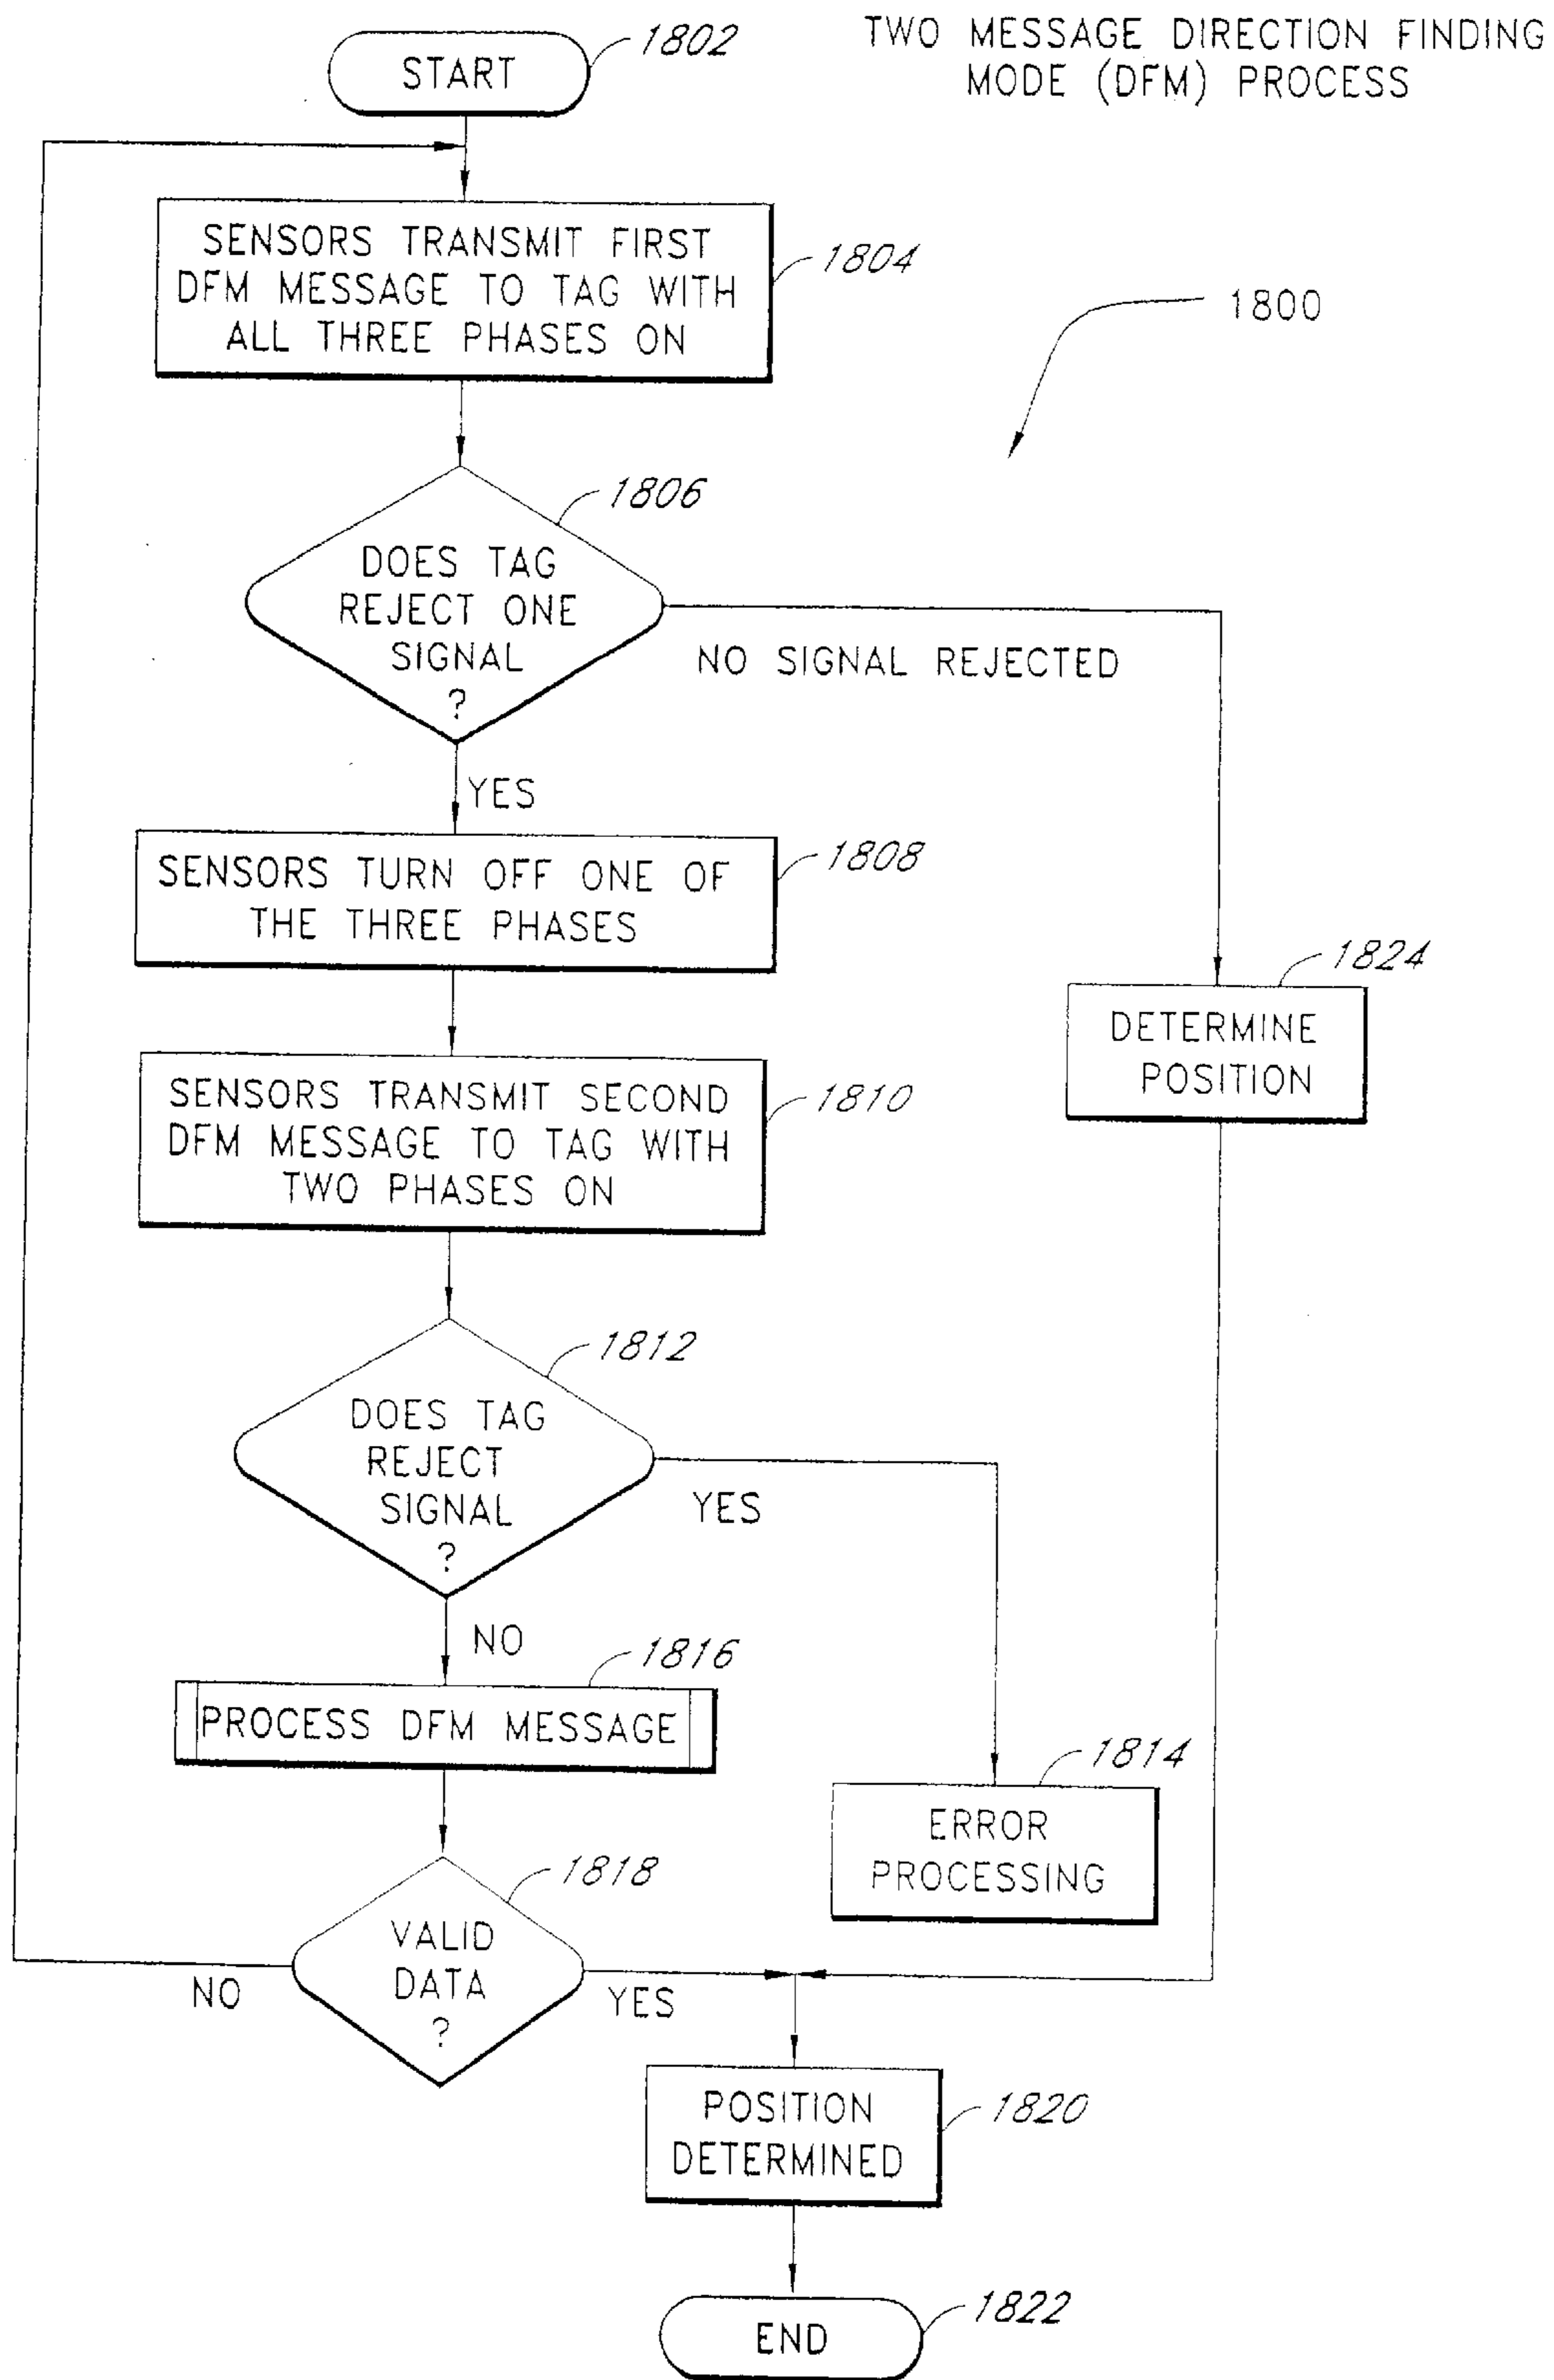 TWO MESSAGE DIRECTION FINDING
MODE (DFM) PROCESS
START
1802
SENSORS TRANSMIT FIRST
DFM MESSAGE TO TAG WITH
ALL THREE PHASES ON
1804
1800
DOES TAG
REJECT ONE
SIGNAL
?
1806
NO SIGNAL REJECTED
YES
SENSORS TURN OFF ONE OF
THE THREE PHASES
1808
DETERMINE
POSITION
1824
SENSORS TRANSMIT SECOND
DFM MESSAGE TO TAG WITH
TWO PHASES ON
1810
DOES TAG
REJECT
SIGNAL
?
1812
YES
NO
PROCESS DFM MESSAGE
1816
ERROR
PROCESSING
1814
VALID
DATA
?
1818
NO
YES
POSITION
DETERMINED
1820
END
1822